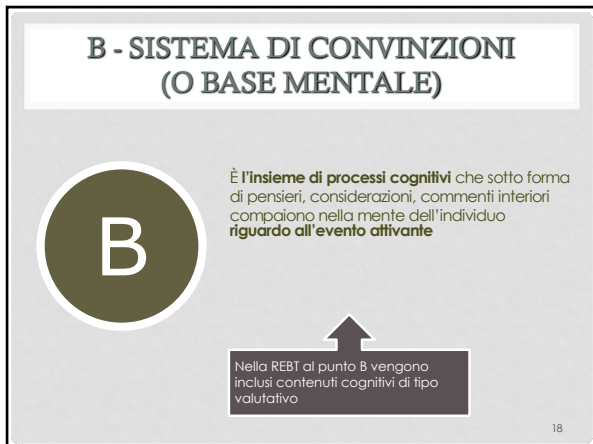 B - SISTEMA DI CONVINZIONI
(O BASE MENTALE)
B
È l'insieme di processi cognitivi che sotto forma
di pensieri, considerazioni, commenti interiori
compaiono nella mente dell'individuo
riguardo all'evento attivante
Nella REBT al punto B vengono
inclusi contenuti cognitivi di tipo
valutativo
18